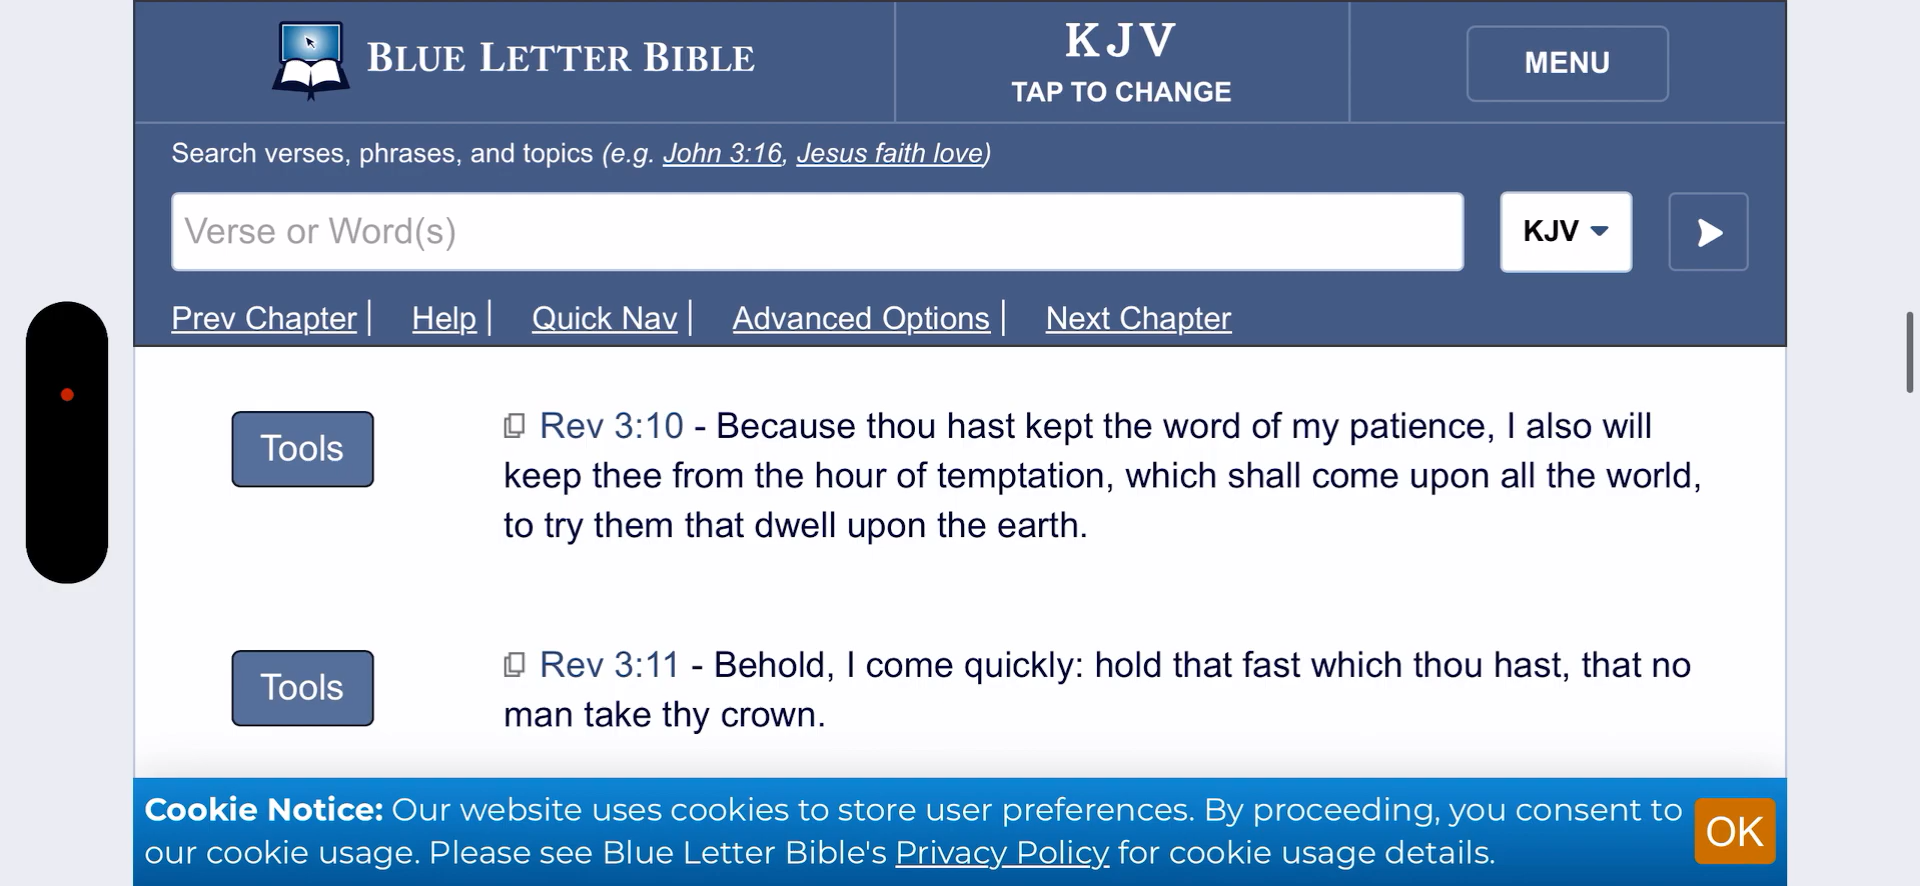 BLUE LETTER BIBLE
KJV
TAP TO CHANGE
MENU
Search verses, phrases, and topics (e.g. John 3:16, Jesus faith love)
Verse or Word(s)
KJV
Prev Chapter | Help | Quick Nav | Advanced Options | Next Chapter
Tools
Rev 3:10 - Because thou hast kept the word of my patience, I also will
keep thee from the hour of temptation, which shall come upon all the world,
to try them that dwell upon the earth.
Tools
Rev 3:11 - Behold, I come quickly: hold that fast which thou hast, that no
man take thy crown.
Cookie Notice: Our website uses cookies to store user preferences. By proceeding, you consent to
our cookie usage. Please see Blue Letter Bible's Privacy Policy for cookie usage details.
OK